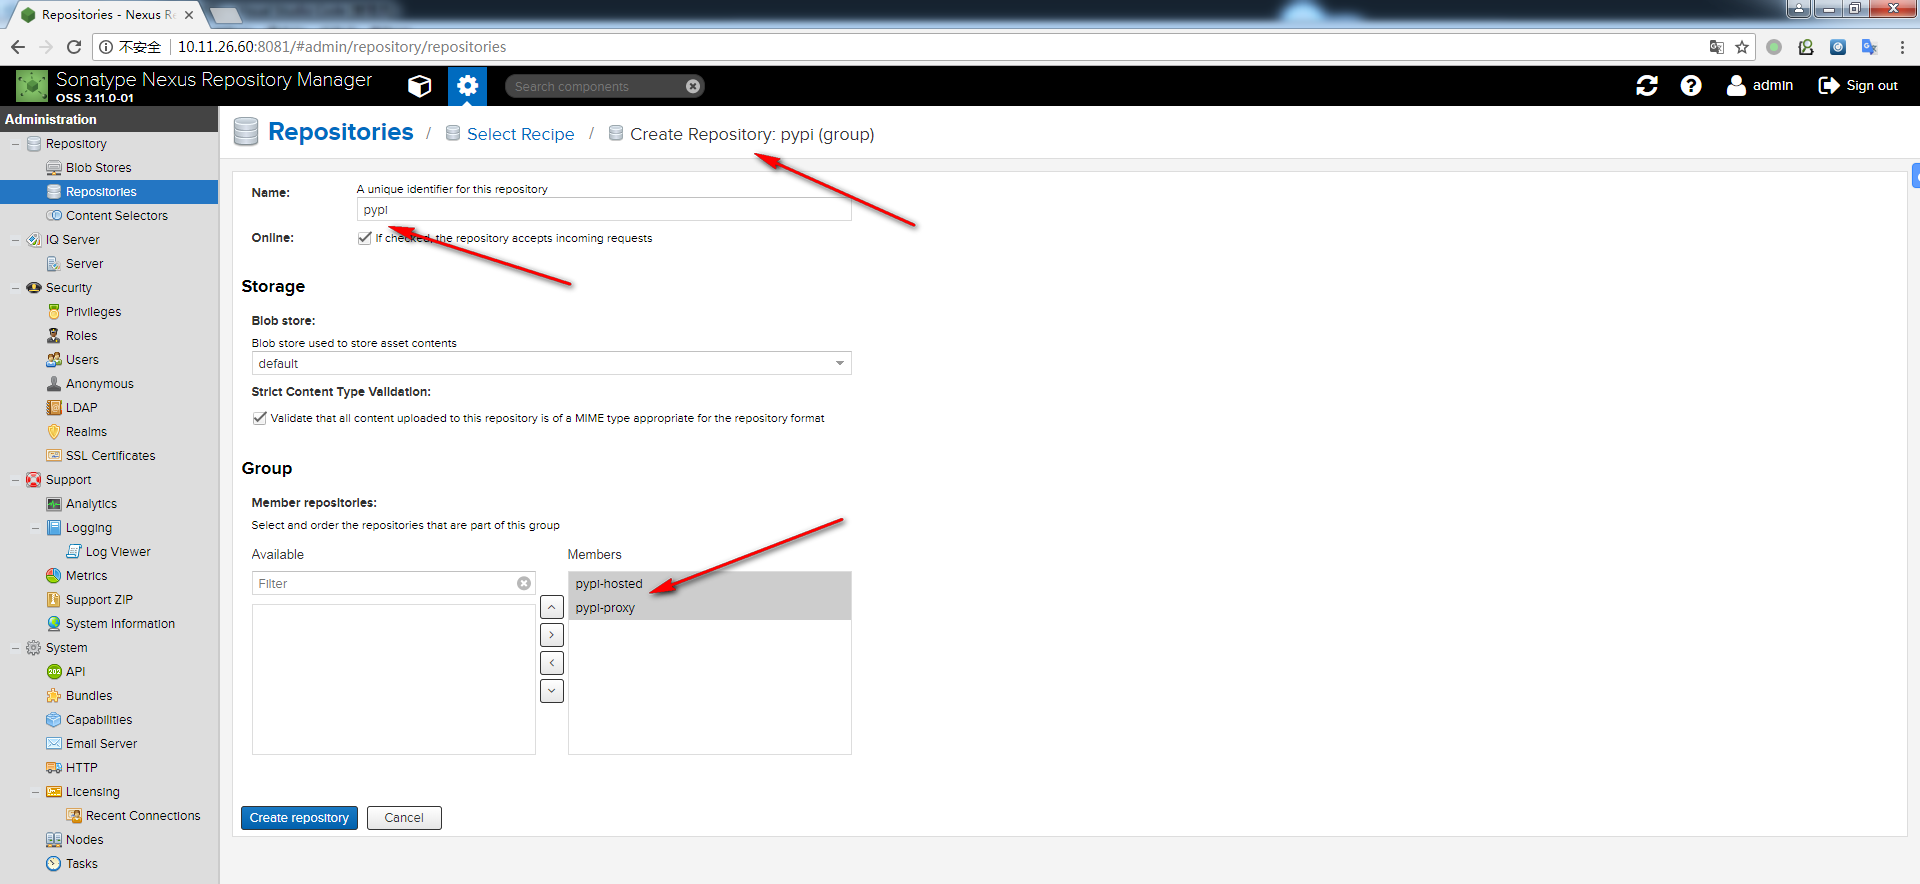 Repositories - Nexus Re
不安全 10.11.26.60:8081/#admin/repository/repositories
Sonatype Nexus Repository Manager
OSS 3.11.0-01
Search components
admin
Sign out
Administration
Repository
Blob Stores
Repositories
Content Selectors
IQ Server
Server
Security
Privileges
Roles
Users
Anonymous
LDAP
Realms
SSL Certificates
Support
Analytics
Logging
Log Viewer
Metrics
Support ZIP
System Information
System
API
Bundles
Capabilities
Email Server
HTTP
Licensing
Recent Connections
Nodes
Tasks
Repositories / Select Recipe / Create Repository: pypi (group)
Name:
A unique identifier for this repository
pypi
Online:
If checked, the repository accepts incoming requests
Storage
Blob store:
Blob store used to store asset contents
default
Strict Content Type Validation:
Validate that all content uploaded to this repository is of a MIME type appropriate for the repository format
Group
Member repositories:
Select and order the repositories that are part of this group
Available
Filter
Members
pypi-hosted
pypi-proxy
Create repository
Cancel